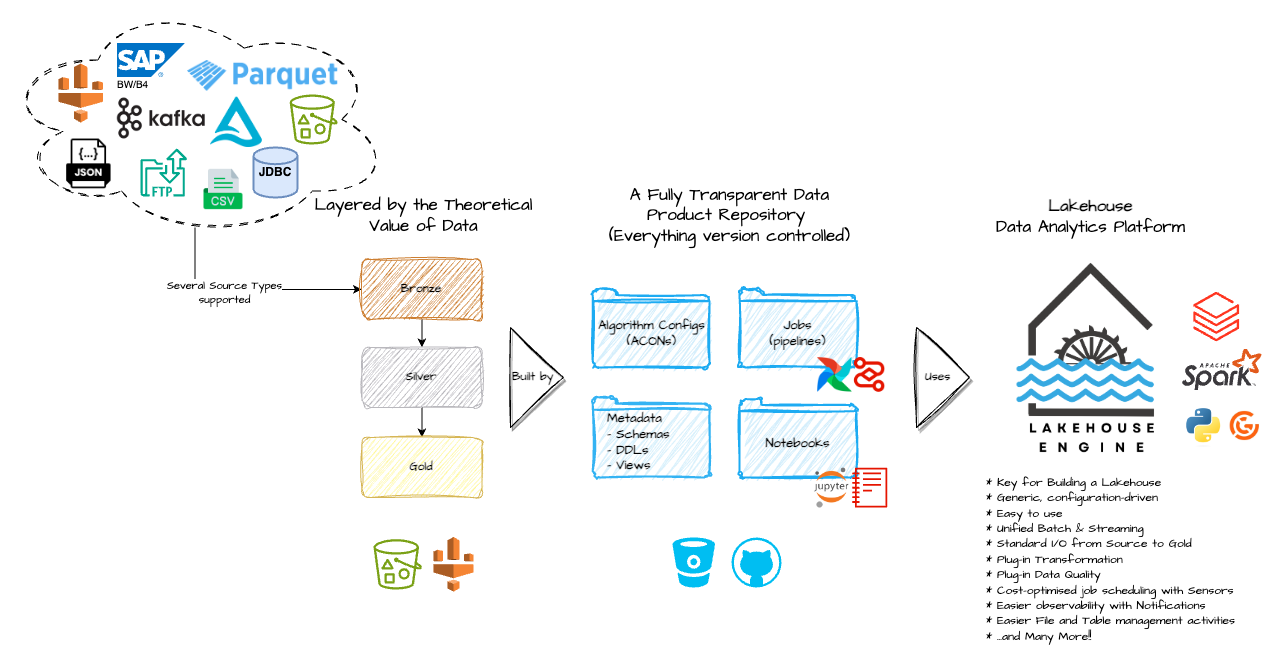 SAP
BW/B4
Parquet
kafka
{...}
JSON
FTP
CSV
JDBC
Several Source Types
supported
Layered by the Theoretical
Value of Data
Bronze
Silver
Gold
Built by
A Fully Transparent Data
Product Repository
(Everything version controlled)
Algorithm Configs
(ACONs)
Jobs
(pipelines)
Metadata
- Schemas
- DDLs
- Views
Notebooks
jupyter
Uses
Lakehouse
Data Analytics Platform
LAKEHOUSE
ENGINE
APACHE
Spark
* Key for Building a Lakehouse
* Generic, configuration-driven
* Easy to use
* Unified Batch & Streaming
* Standard I/O from Source to Gold
* Plug-in Transformation
* Plug-in Data Quality
* Cost-optimised job scheduling with Sensors
* Easier observability with Notifications
* Easier File and Table management activities
* ...and Many More!!